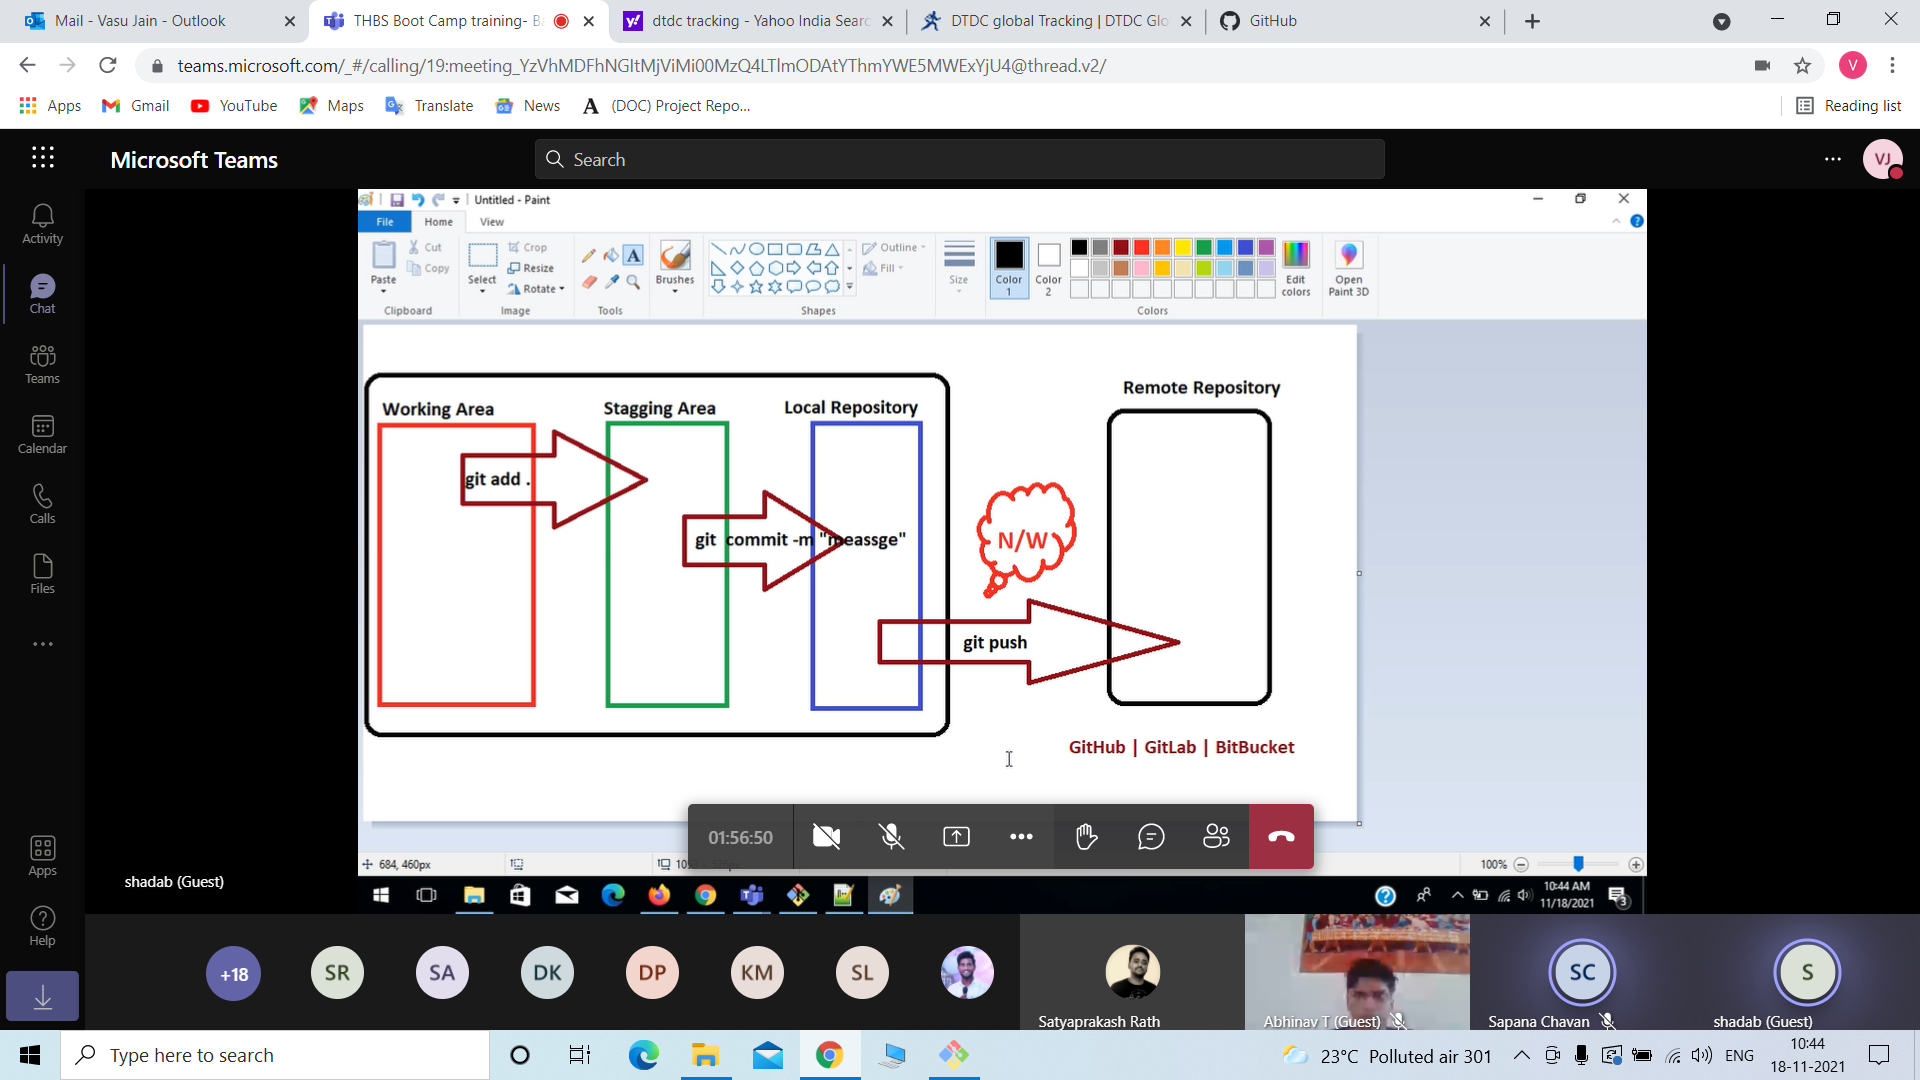 Mail - Vasu Jain - Outlook
THBS Boot Camp training- B
dtdc tracking - Yahoo India Searc
DTDC global Tracking | DTDC Glo
GitHub
teams.microsoft.com/_#/calling/19:meeting_YzVhMDFhNGItMjViMi00MzQ4LTlmODAtYThmYWE5MWExYjU4@thread.v2/
V
Apps
Gmail
YouTube
Maps
Translate
News
A (DOC) Project Repo...
Reading list
Microsoft Teams
Search
VJ
Activity
Chat
Teams
Calendar
Calls
Files
Apps
Help
Untitled - Paint
File Home View
Paste
Cut
Copy
Clipboard
Select
Crop
Resize
Rotate
Image
A
Tools
Brushes
Outline
Fill
Shapes
Size
Color 1
Color 2
Edit colors
Open Paint 3D
Colors
Working Area
Stagging Area
Local Repository
Remote Repository
git add .
git commit -m "meassge"
N/W
git push
GitHub | GitLab | BitBucket
01:56:50
684, 460px
100%
10:44 AM
11/18/2021
3
shadab (Guest)
+18
SR
SA
DK
DP
KM
SL
Satyaprakash Rath
Abhinav T (Guest)
SC
Sapana Chavan
S
shadab (Guest)
Type here to search
23°C Polluted air 301
ENG
10:44
18-11-2021